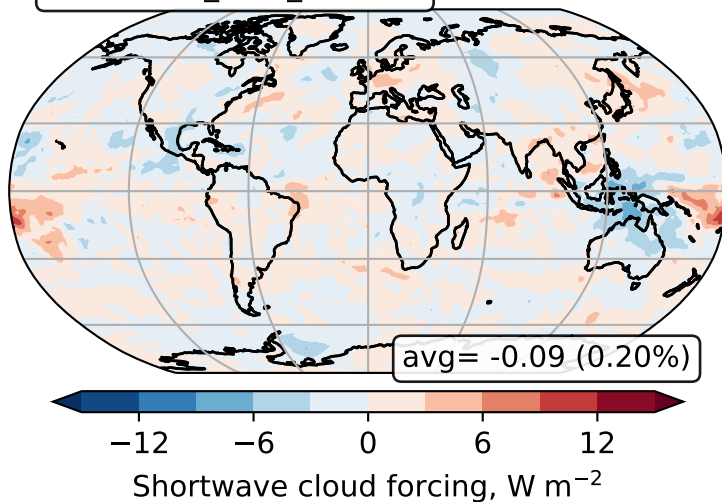 avg= -0.09 (0.20%)
−12 −6 0 6 12
Shortwave cloud forcing, W m⁻²